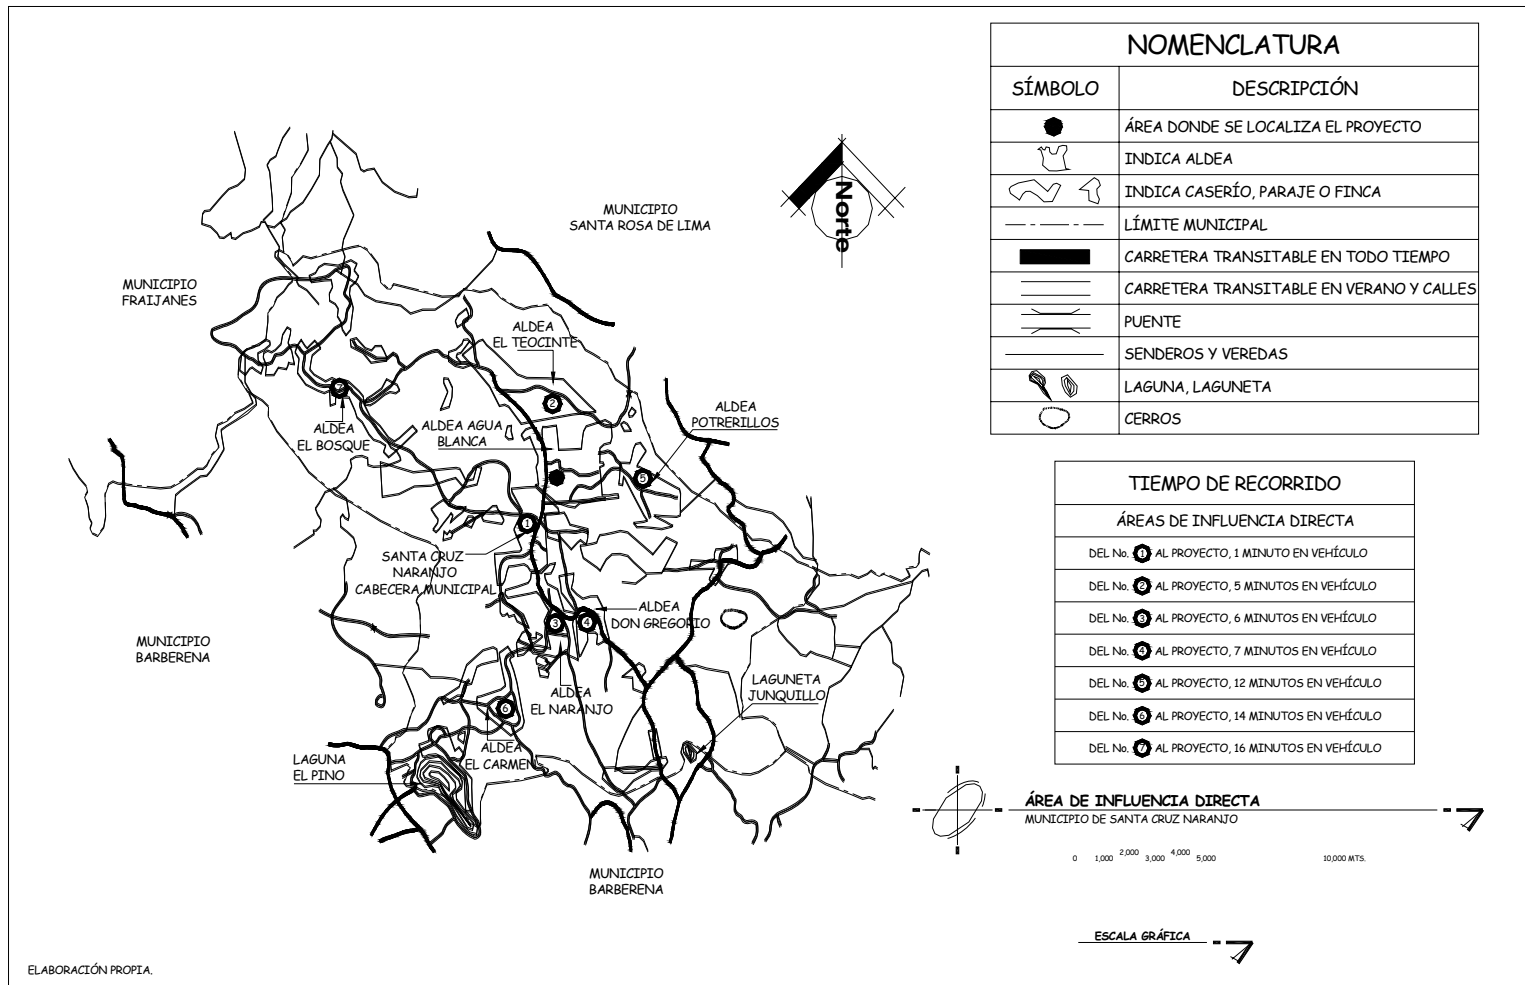 NOMENCLATURA
SÍMBOLO
DESCRIPCIÓN
ÁREA DONDE SE LOCALIZA EL PROYECTO
INDICA ALDEA
INDICA CASERÍO, PARAJE O FINCA
LÍMITE MUNICIPAL
CARRETERA TRANSITABLE EN TODO TIEMPO
CARRETERA TRANSITABLE EN VERANO Y CALLES
PUENTE
SENDEROS Y VEREDAS
LAGUNA, LAGUNETA
CERROS
Norte
MUNICIPIO
SANTA ROSA DE LIMA
MUNICIPIO
FRAIJANES
ALDEA
EL TEOCINTE
2
7
ALDEA
EL BOSQUE
ALDEA AGUA
BLANCA
ALDEA
POTRERILLOS
5
1
SANTA CRUZ
NARANJO
CABECERA MUNICIPAL
3
4
ALDEA
DON GREGORIO
MUNICIPIO
BARBERENA
ALDEA
EL NARANJO
LAGUNETA
JUNQUILLO
6
ALDEA
EL CARMEN
LAGUNA
EL PINO
MUNICIPIO
BARBERENA
TIEMPO DE RECORRIDO
ÁREAS DE INFLUENCIA DIRECTA
DEL No. 1 AL PROYECTO, 1 MINUTO EN VEHÍCULO
DEL No. 2 AL PROYECTO, 5 MINUTOS EN VEHÍCULO
DEL No. 3 AL PROYECTO, 6 MINUTOS EN VEHÍCULO
DEL No. 4 AL PROYECTO, 7 MINUTOS EN VEHÍCULO
DEL No. 5 AL PROYECTO, 12 MINUTOS EN VEHÍCULO
DEL No. 6 AL PROYECTO, 14 MINUTOS EN VEHÍCULO
DEL No. 7 AL PROYECTO, 16 MINUTOS EN VEHÍCULO
ÁREA DE INFLUENCIA DIRECTA
MUNICIPIO DE SANTA CRUZ NARANJO
0 1,000 2,000 3,000 4,000 5,000 10,000 MTS.
ESCALA GRÁFICA
ELABORACIÓN PROPIA.